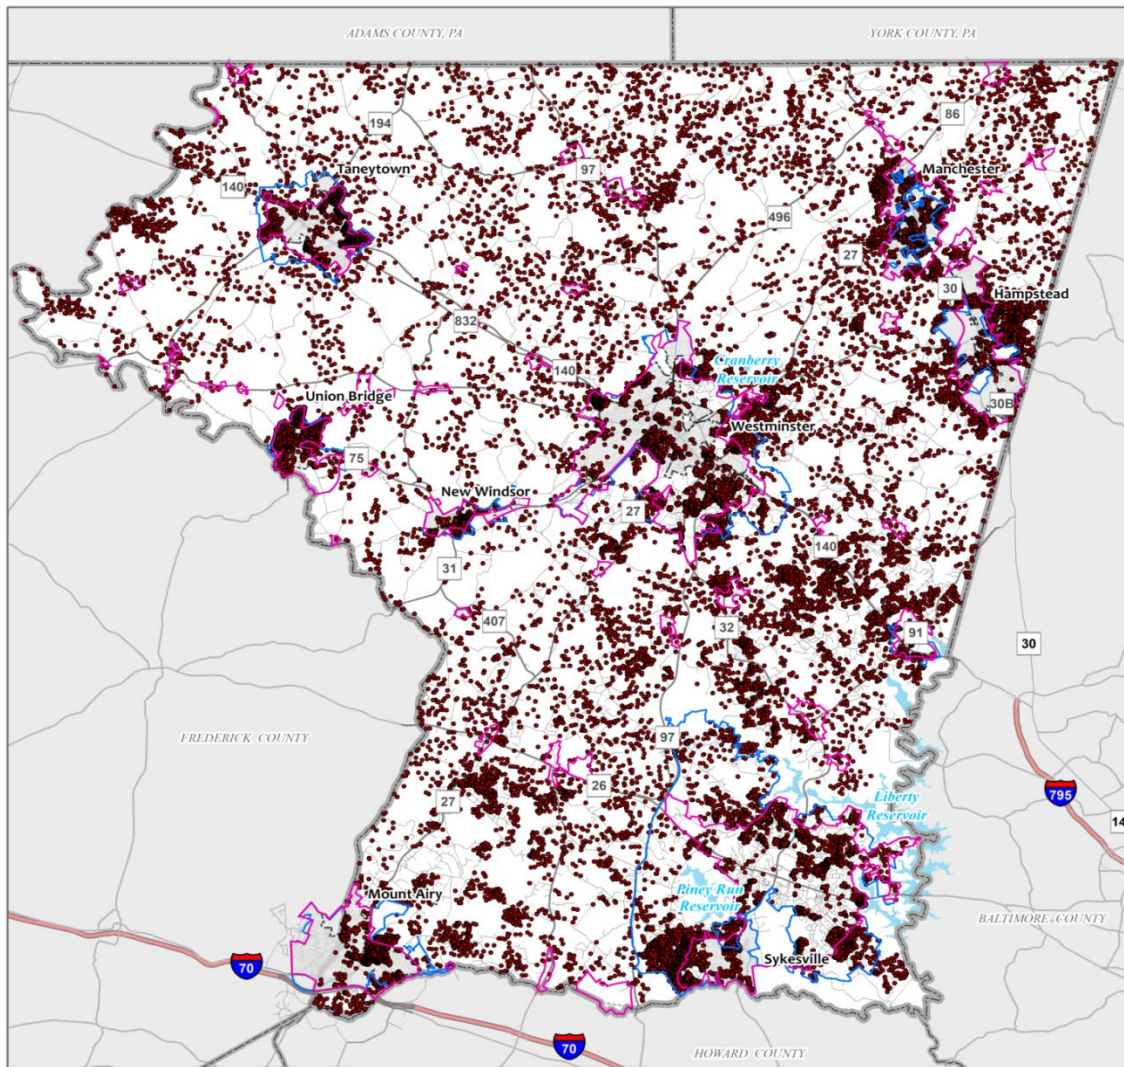 ADAMS COUNTY, PA
YORK COUNTY, PA
86
194
Manchester
97
Taneytown
140
496
27
30
Hampstead
832
Cranberry
Reservoir
140
Union Bridge
30B
Westminster
75
New Windsor
27
140
31
407
32
91
30
FREDERICK COUNTY
97
26
795
27
Liberty
Reservoir
14
Mount Airy
Piney Run
Reservoir
BALTIMORE COUNTY
Sykesville
70
70
HOWARD COUNTY